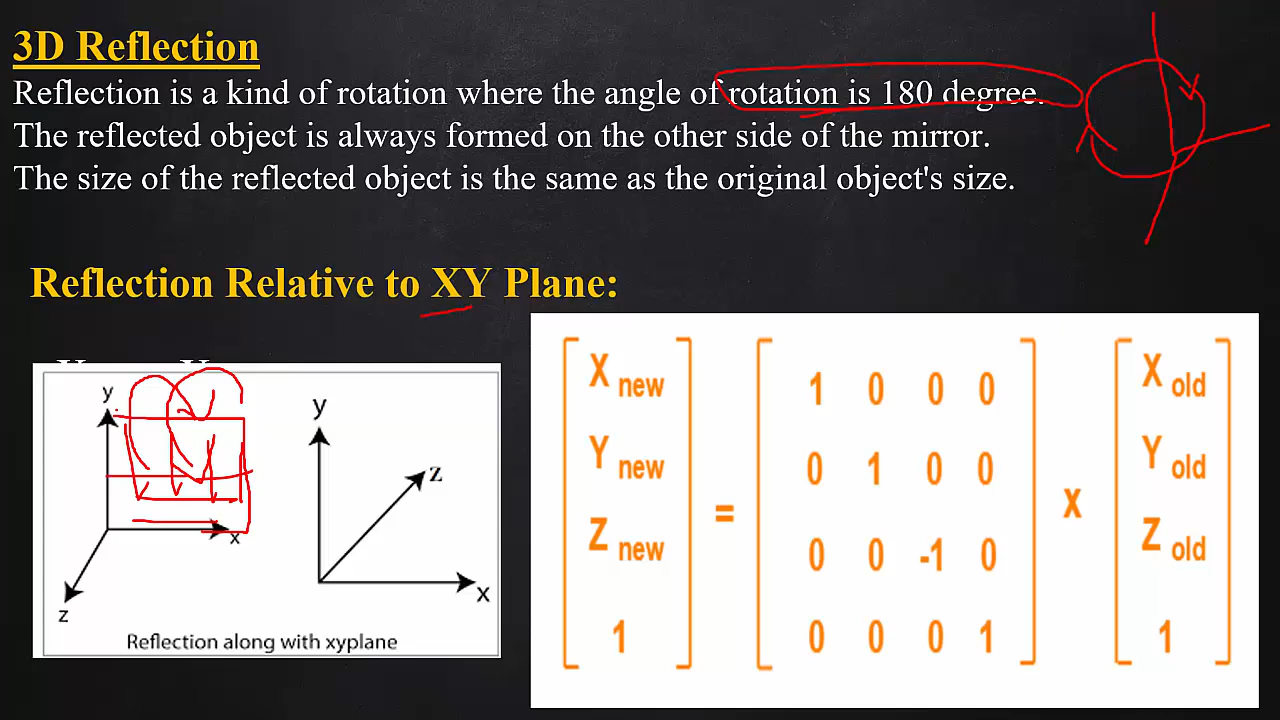 3D Reflection
Reflection is a kind of rotation where the angle of rotation is 180 degree.
The reflected object is always formed on the other side of the mirror.
The size of the reflected object is the same as the original object's size.
Reflection Relative to XY Plane:
y
x
z
y
z
x
Reflection along with xyplane
X new 1 0 0 0 X old
Y new 0 1 0 0 Y old
= x
Z new 0 0 -1 0 Z old
1 0 0 0 1 1